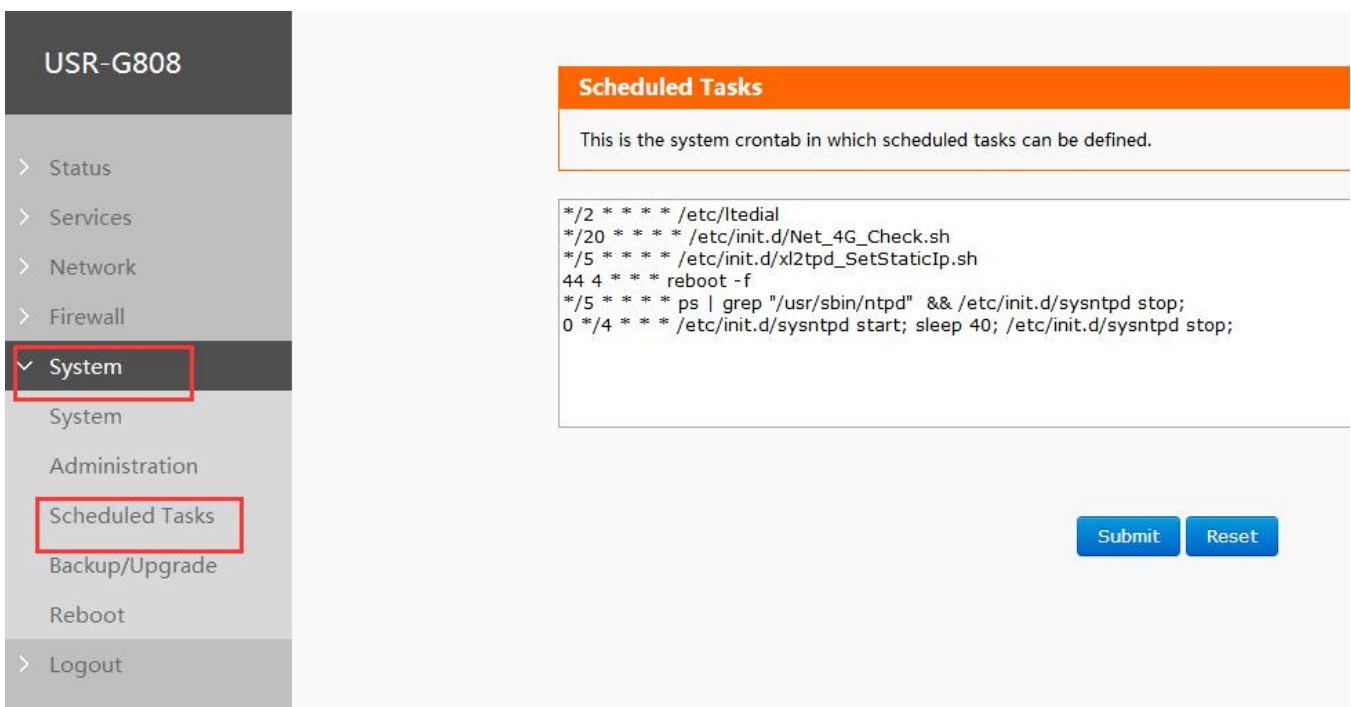 USR-G808
Status
Services
Network
Firewall
System
System
Administration
Scheduled Tasks
Backup/Upgrade
Reboot
Logout
Scheduled Tasks
This is the system crontab in which scheduled tasks can be defined.
*/2 * * * * /etc/ltedial
*/20 * * * * /etc/init.d/Net_4G_Check.sh
*/5 * * * * /etc/init.d/xl2tpd_SetStaticIp.sh
44 4 * * * reboot -f
*/5 * * * * ps | grep "/usr/sbin/ntpd"  && /etc/init.d/sysntpd stop;
0 */4 * * * /etc/init.d/sysntpd start; sleep 40; /etc/init.d/sysntpd stop;
Submit Reset